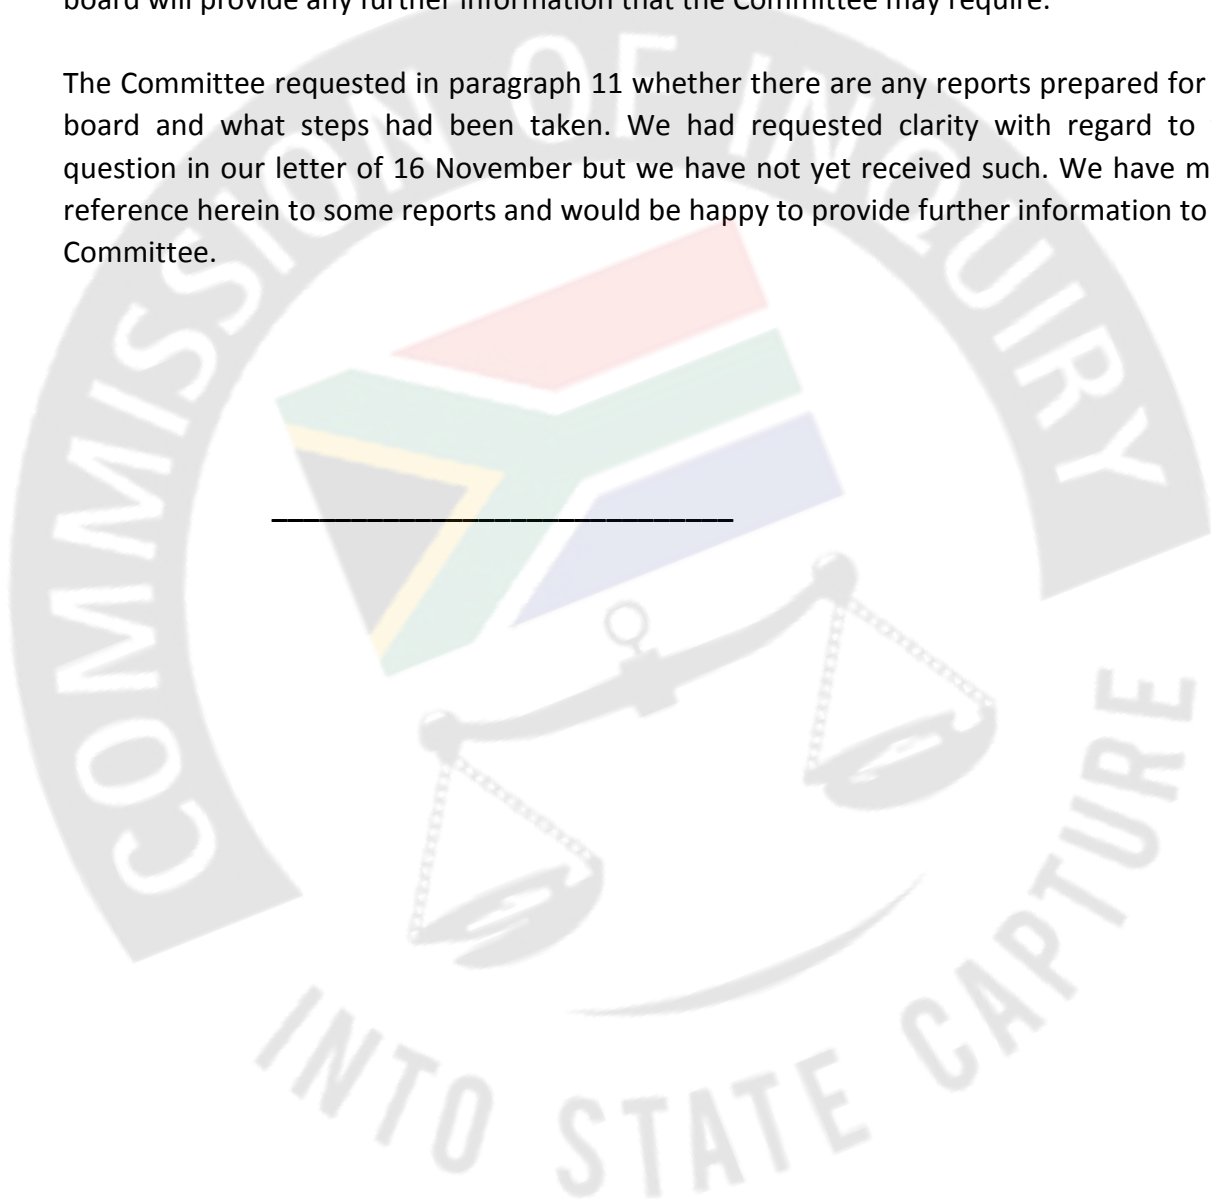 board will provide any further information that the Committee may require.
The Committee requested in paragraph 11 whether there are any reports prepared for
board and what steps had been taken. We had requested clarity with regard to
question in our letter of 16 November but we have not yet received such. We have m
reference herein to some reports and would be happy to provide further information to
Committee.
COMMISSION OF INQUIRY
INTO STATE CAPTURE